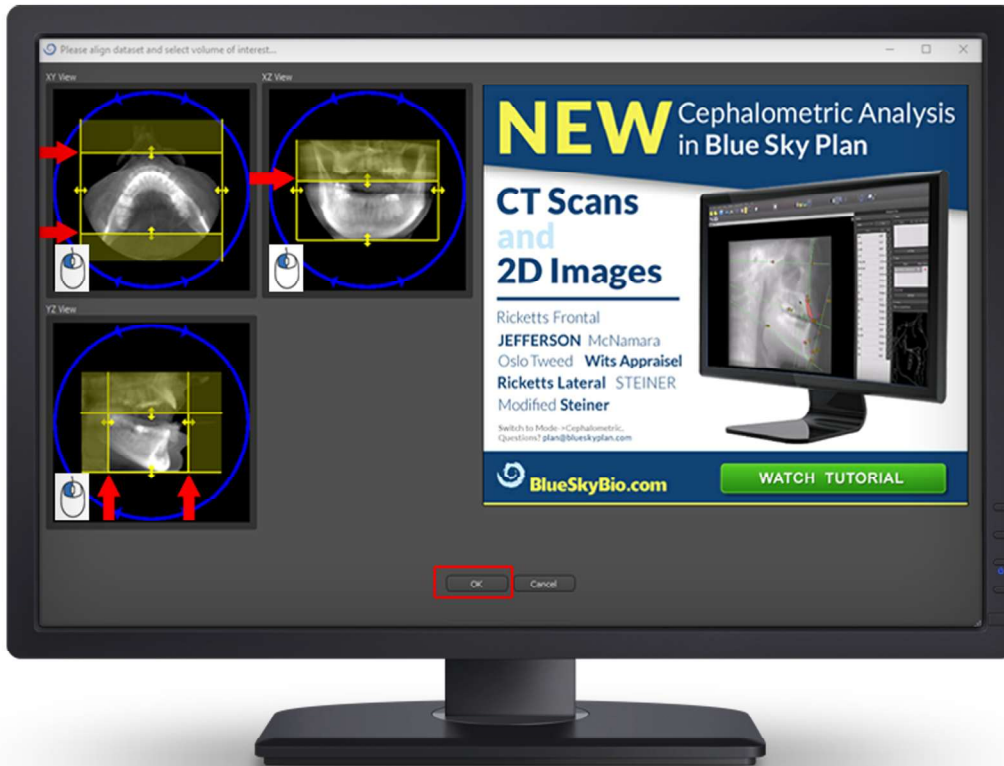 Please align dataset and select volume of interest...
XY View
XZ View
YZ View
NEW Cephalometric Analysis
in Blue Sky Plan
CT Scans
and
2D Images
Ricketts Frontal
JEFFERSON McNamara
Oslo Tweed Wits Appraisel
Ricketts Lateral STEINER
Modified Steiner
Switch to Mode->Cephalometric.
Questions? plan@blueskyplan.com
BlueSkyBio.com
WATCH TUTORIAL
OK
Cancel